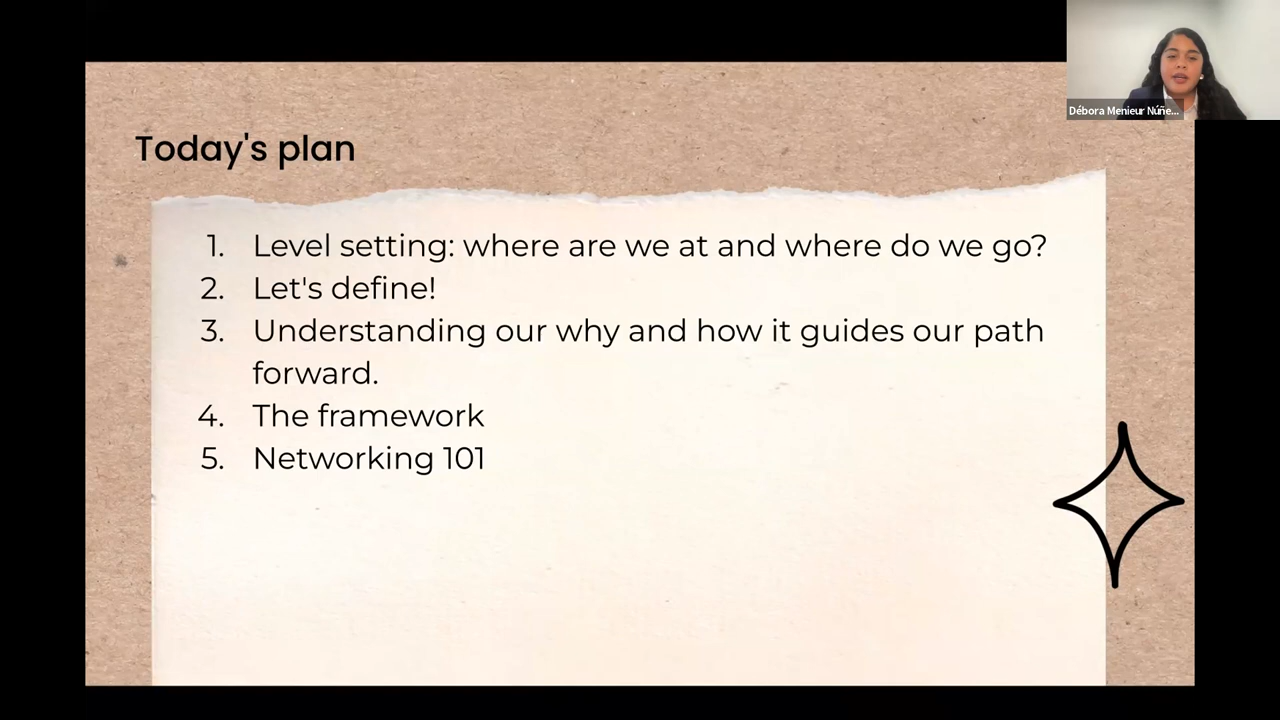 Débora Menieur Núñe...
Today's plan
1. Level setting: where are we at and where do we go?
2. Let's define!
3. Understanding our why and how it guides our path
forward.
4. The framework
5. Networking 101